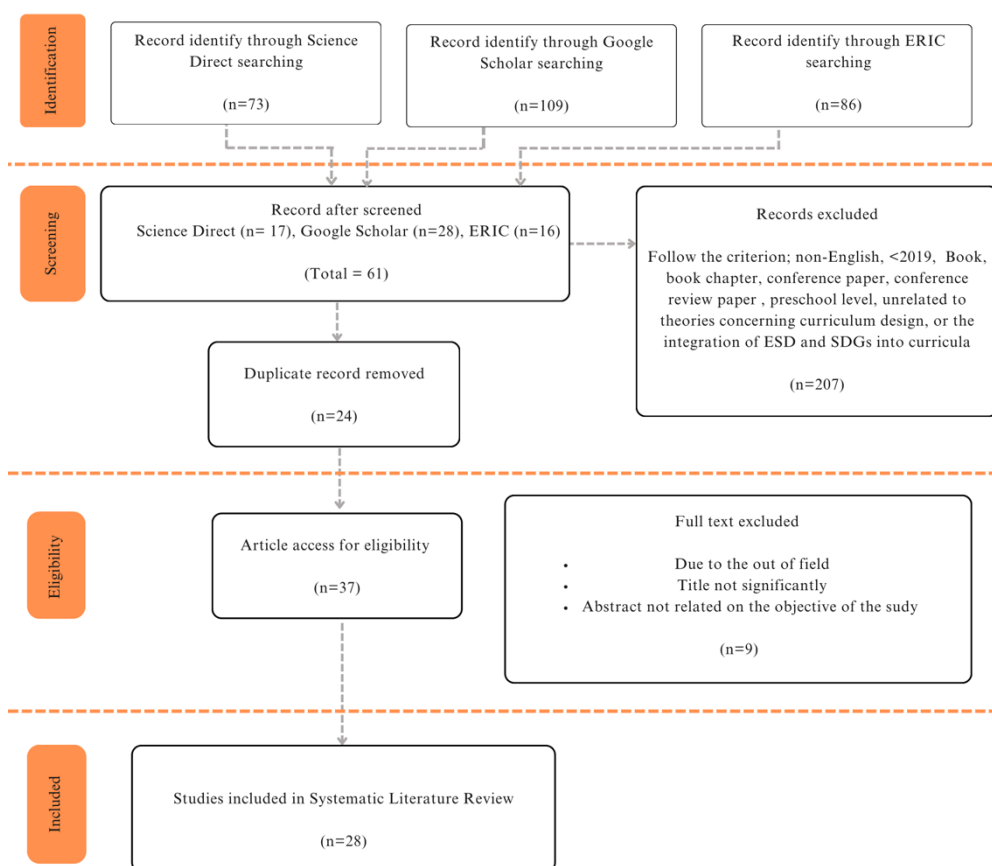 Identification
Record identify through Science
Direct searching
(n=73)
Record identify through Google
Scholar searching
(n=109)
Record identify through ERIC
searching
(n=86)
Screening
Record after screened
Science Direct (n= 17), Google Scholar (n=28), ERIC (n=16)
(Total = 61)
Records excluded
Follow the criterion; non-English, <2019, Book,
book chapter, conference paper, conference
review paper , preschool level, unrelated to
theories concerning curriculum design, or the
integration of ESD and SDGs into curricula
(n=207)
Duplicate record removed
(n=24)
Eligibility
Article access for eligibility
(n=37)
Full text excluded
• Due to the out of field
• Title not significantly
• Abstract not related on the objective of the sudy
(n=9)
Included
Studies included in Systematic Literature Review
(n=28)